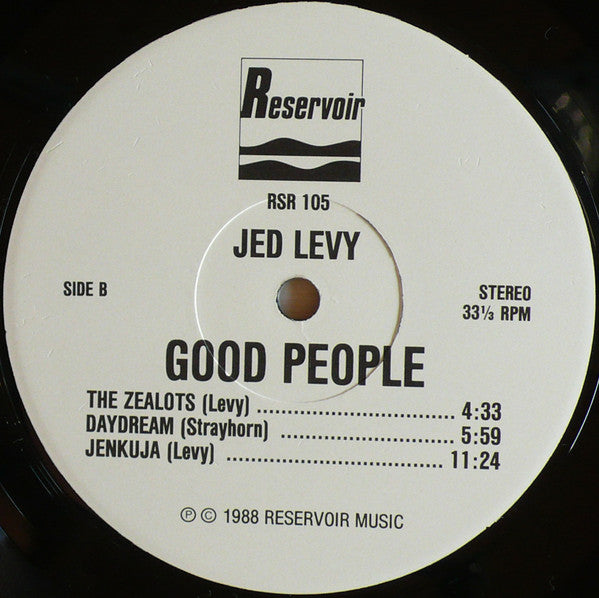 Reservoir
RSR 105
JED LEVY
SIDE B
STEREO
33⅓ RPM
GOOD PEOPLE
THE ZEALOTS (Levy) .............................. 4:33
DAYDREAM (Strayhorn) ......................... 5:59
JENKUJA (Levy) ................................. 11:24
℗ © 1988 RESERVOIR MUSIC